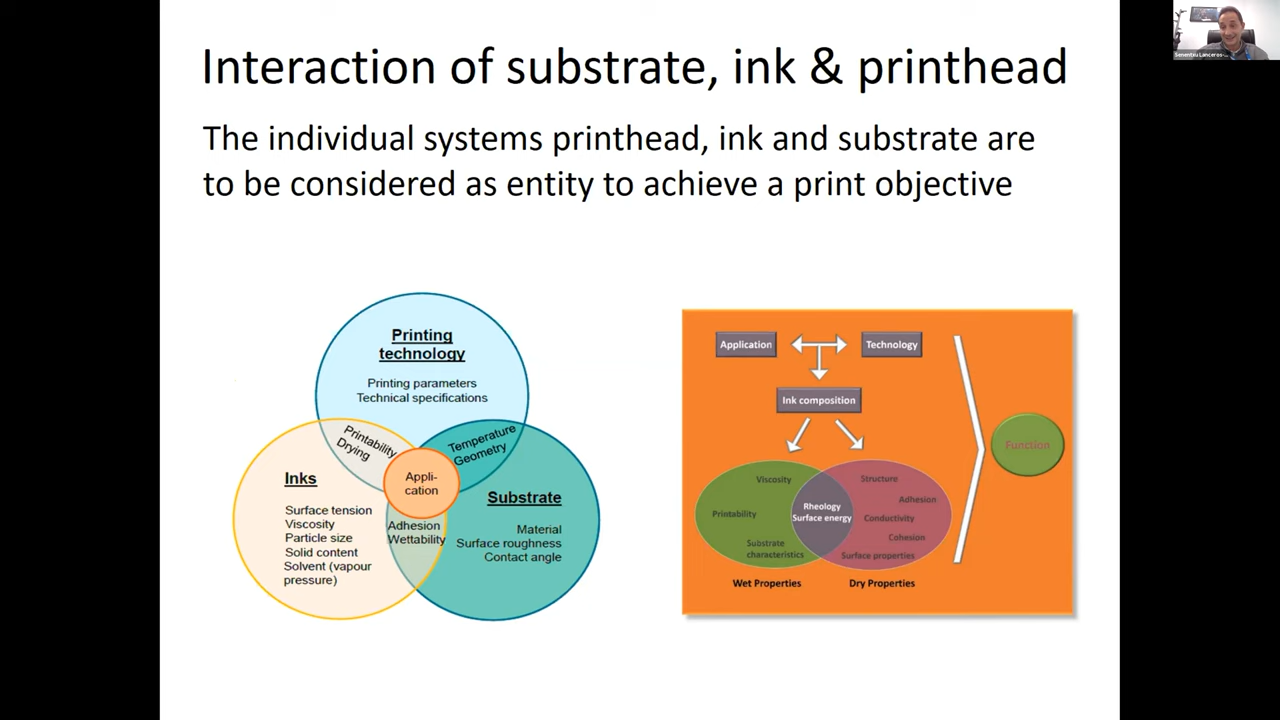 Interaction of substrate, ink & printhead
The individual systems printhead, ink and substrate are
to be considered as entity to achieve a print objective
Printing
technology
Printing parameters
Technical specifications
Printability
Drying
Temperature
Geometry
Appli-
cation
Inks
Surface tension
Viscosity
Particle size
Solid content
Solvent (vapour
pressure)
Adhesion
Wettability
Substrate
Material
Surface roughness
Contact angle
Application
Technology
Ink composition
Viscosity
Printability
Substrate
characteristics
Rheology
Surface energy
Structure
Adhesion
Conductivity
Cohesion
Surface properties
Wet Properties
Dry Properties
Function
Senentxu Lanceros-...